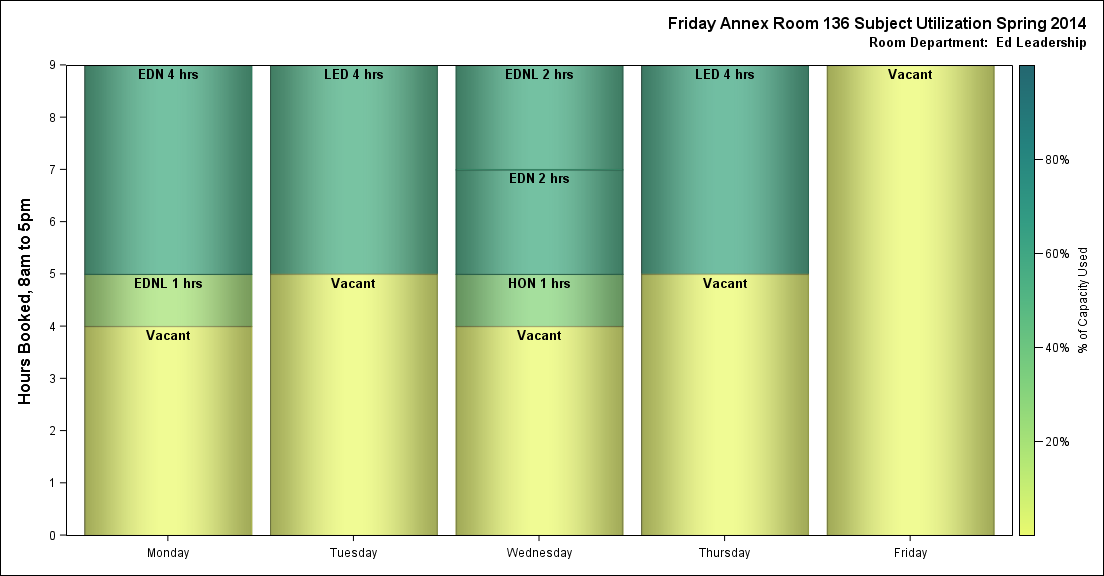 Friday Annex Room 136 Subject Utilization Spring 2014
Room Department:  Ed Leadership
Hours Booked, 8am to 5pm
9
8
7
6
5
4
3
2
1
0
EDN 4 hrs
EDNL 1 hrs
Vacant
LED 4 hrs
Vacant
EDNL 2 hrs
EDN 2 hrs
HON 1 hrs
Vacant
LED 4 hrs
Vacant
Vacant
Monday
Tuesday
Wednesday
Thursday
Friday
80%
60%
40%
20%
% of Capacity Used